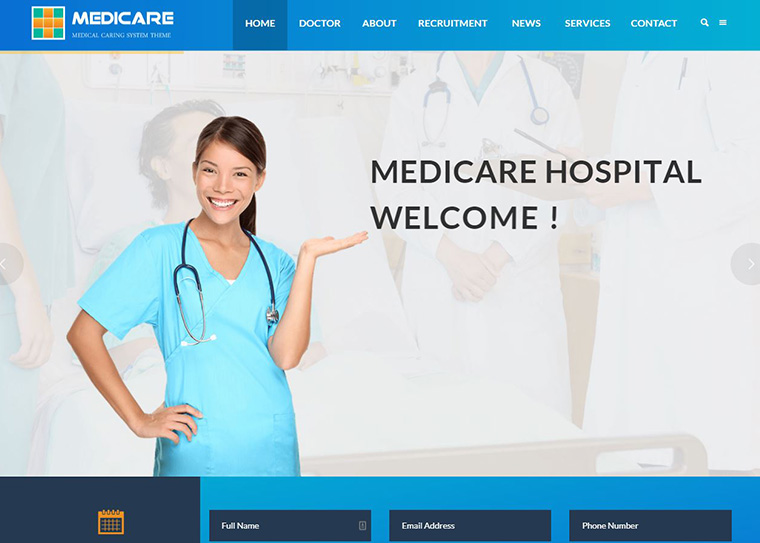 MEDICARE
MEDICAL CARING SYSTEM THEME
HOME DOCTOR ABOUT RECRUITMENT NEWS SERVICES CONTACT
MEDICARE HOSPITAL
WELCOME !
Full Name Email Address Phone Number